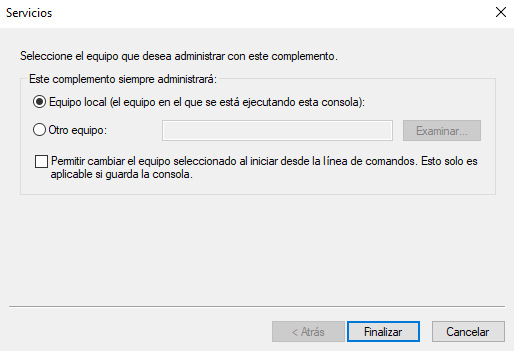 Servicios
Seleccione el equipo que desea administrar con este complemento.
Este complemento siempre administrará:
Equipo local (el equipo en el que se está ejecutando esta consola):
Otro equipo:
Examinar...
Permitir cambiar el equipo seleccionado al iniciar desde la línea de comandos. Esto solo es
aplicable si guarda la consola.
< Atrás
Finalizar
Cancelar